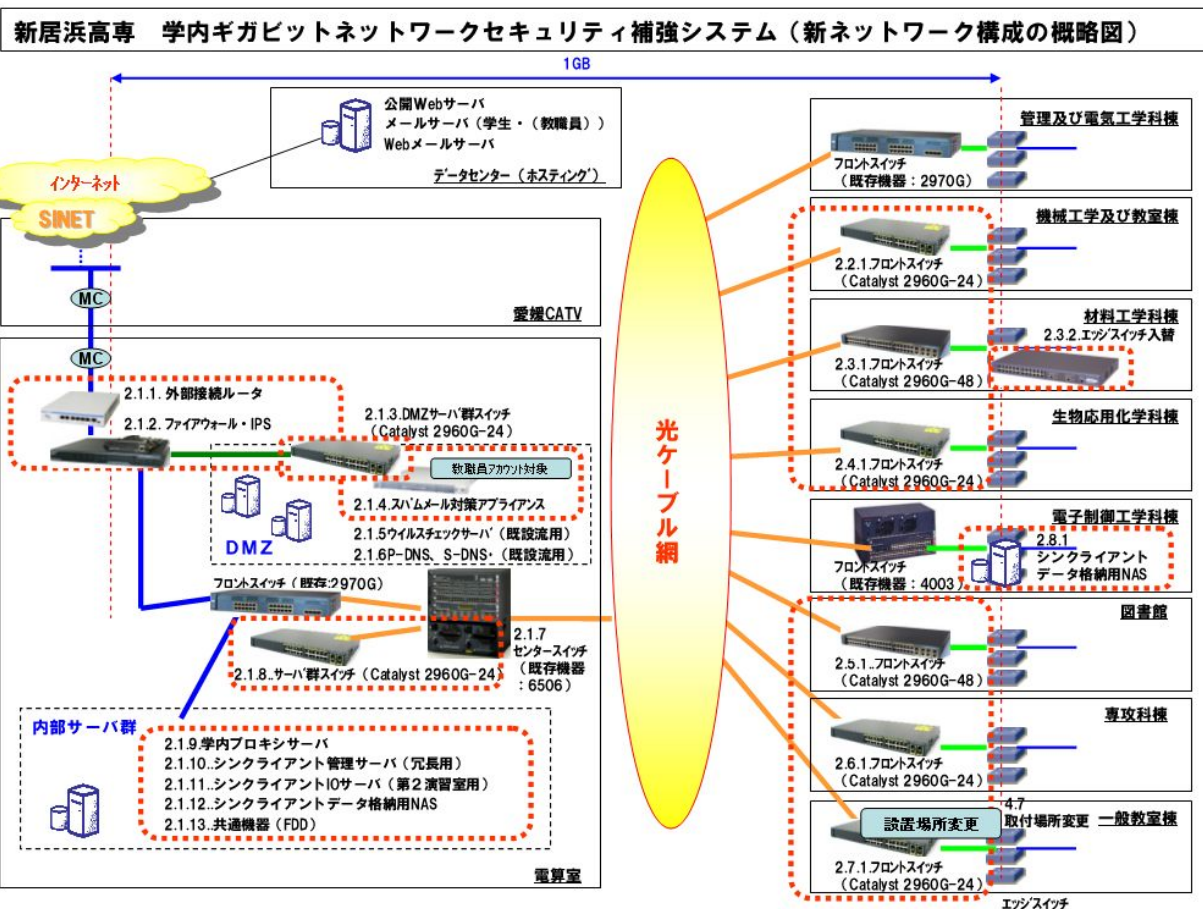 新居浜高専　学内ギガビットネットワークセキュリティ補強システム（新ネットワーク構成の概略図）
1GB
公開Webサーバ
メールサーバ（学生・（教職員））
Webメールサーバ
データセンター（ホスティング）
インターネット
SINET
MC
愛媛CATV
MC
2.1.1. 外部接続ルータ
2.1.2. ファイアウォール・IPS
2.1.3.DMZサーバ群スイッチ
（Catalyst 2960G-24）
教職員アカウント対象
2.1.4.スパムメール対策アプライアンス
2.1.5ウイルスチェックサーバ（既設流用）
2.1.6P-DNS、S-DNS・（既設流用）
DMZ
フロントスイッチ（既存:2970G）
2.1.7
センタースイッチ
（既存機器
：6506）
2.1.8..サーバ群スイッチ（Catalyst 2960G-24）
内部サーバ群
2.1.9.学内プロキシサーバ
2.1.10..シンクライアント管理サーバ（冗長用）
2.1.11..シンクライアントIOサーバ（第２演習室用）
2.1.12..シンクライアントデータ格納用NAS
2.1.13..共通機器（FDD）
電算室
光ケーブル網
管理及び電気工学科棟
フロントスイッチ
（既存機器：2970G）
機械工学及び教室棟
2.2.1.フロントスイッチ
（Catalyst 2960G-24）
材料工学科棟
2.3.2.エッジスイッチ入替
2.3.1.フロントスイッチ
（Catalyst 2960G-48）
生物応用化学科棟
2.4.1.フロントスイッチ
（Catalyst 2960G-24）
電子制御工学科棟
2.8.1
シンクライアント
データ格納用NAS
フロントスイッチ
（既存機器：4003）
図書館
2.5.1..フロントスイッチ
（Catalyst 2960G-48）
専攻科棟
2.6.1.フロントスイッチ
（Catalyst 2960G-24）
4.7
取付場所変更
一般教室棟
設置場所変更
2.7.1.フロントスイッチ
（Catalyst 2960G-24）
エッジスイッチ